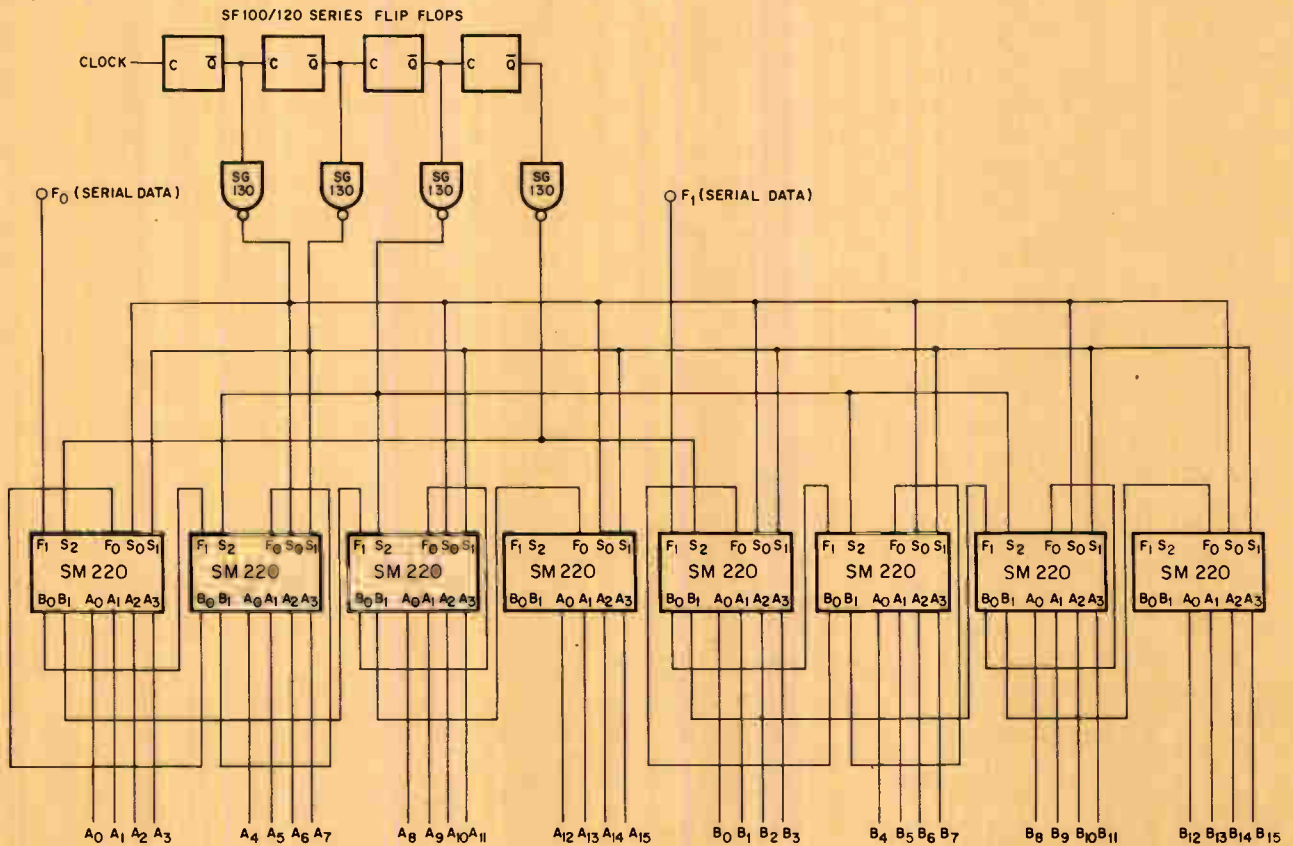 SF100/120 SERIES FLIP FLOPS
CLOCK C Q̅ C Q̅ C Q̅ C Q̅
SG 130 SG 130 SG 130 SG 130
F₀ (SERIAL DATA) F₁ (SERIAL DATA)
F₁ S₂ F₀ S₀ S₁ F₁ S₂ F₀ S₀ S₁ F₁ S₂ F₀ S₀ S₁ F₁ S₂ F₀ S₀ S₁ F₁ S₂ F₀ S₀ S₁ F₁ S₂ F₀ S₀ S₁ F₁ S₂ F₀ S₀ S₁ F₁ S₂ F₀ S₀ S₁
SM 220 SM 220 SM 220 SM 220 SM 220 SM 220 SM 220 SM 220
B₀ B₁ A₀ A₁ A₂ A₃ B₀ B₁ A₀ A₁ A₂ A₃ B₀ B₁ A₀ A₁ A₂ A₃ B₀ B₁ A₀ A₁ A₂ A₃ B₀ B₁ A₀ A₁ A₂ A₃ B₀ B₁ A₀ A₁ A₂ A₃ B₀ B₁ A₀ A₁ A₂ A₃ B₀ B₁ A₀ A₁ A₂ A₃
A₀ A₁ A₂ A₃ A₄ A₅ A₆ A₇ A₈ A₉ A₁₀ A₁₁ A₁₂ A₁₃ A₁₄ A₁₅ B₀ B₁ B₂ B₃ B₄ B₅ B₆ B₇ B₈ B₉ B₁₀ B₁₁ B₁₂ B₁₃ B₁₄ B₁₅